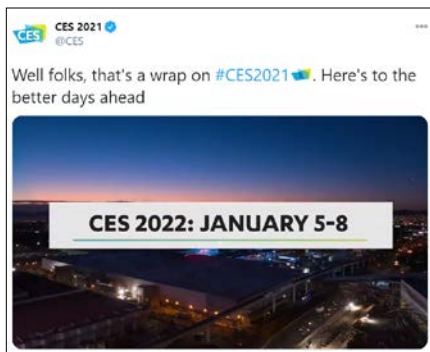 CES
CES 2021
@CES
Well folks, that's a wrap on #CES2021. Here's to the
better days ahead
CES 2022: JANUARY 5-8